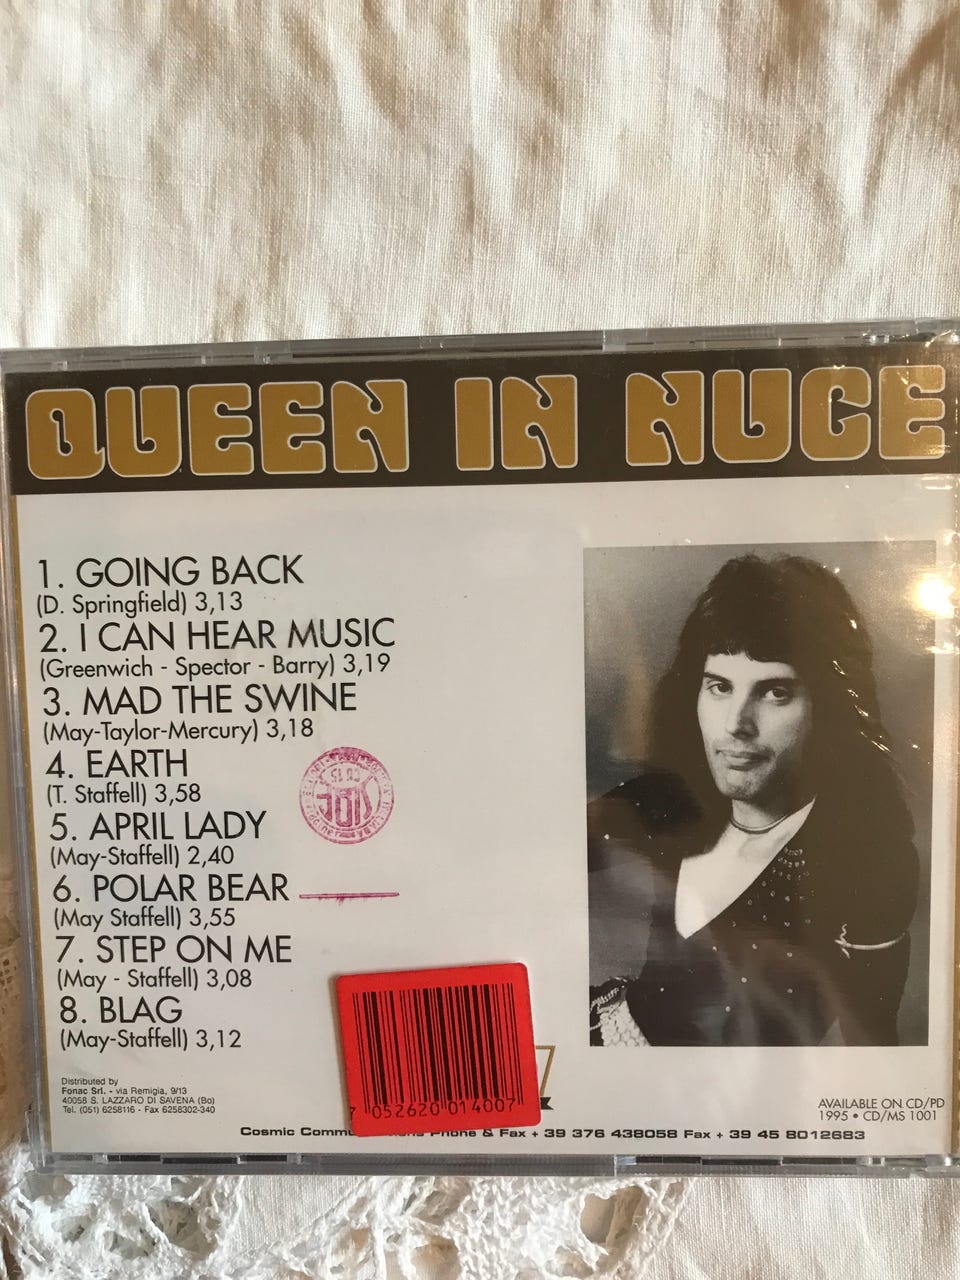 QUEEN IN NUCE
1. GOING BACK
(D. Springfield) 3,13
2. I CAN HEAR MUSIC
(Greenwich - Spector - Barry) 3,19
3. MAD THE SWINE
(May-Taylor-Mercury) 3,18
4. EARTH
(T. Staffell) 3,58
5. APRIL LADY
(May-Staffell) 2,40
6. POLAR BEAR
(May Staffell) 3,55
7. STEP ON ME
(May - Staffell) 3,08
8. BLAG
(May-Staffell) 3,12
7 052620 014007
Distributed by
Fonac Srl. - via Remigia, 9/13
40058 S. LAZZARO DI SAVENA (Bo)
Tel. (051) 6258116 - Fax 6258302-340
AVAILABLE ON CD/PD
1995 • CD/MS 1001
Cosmic Phone & Fax + 39 376 438058 Fax + 39 45 8012683